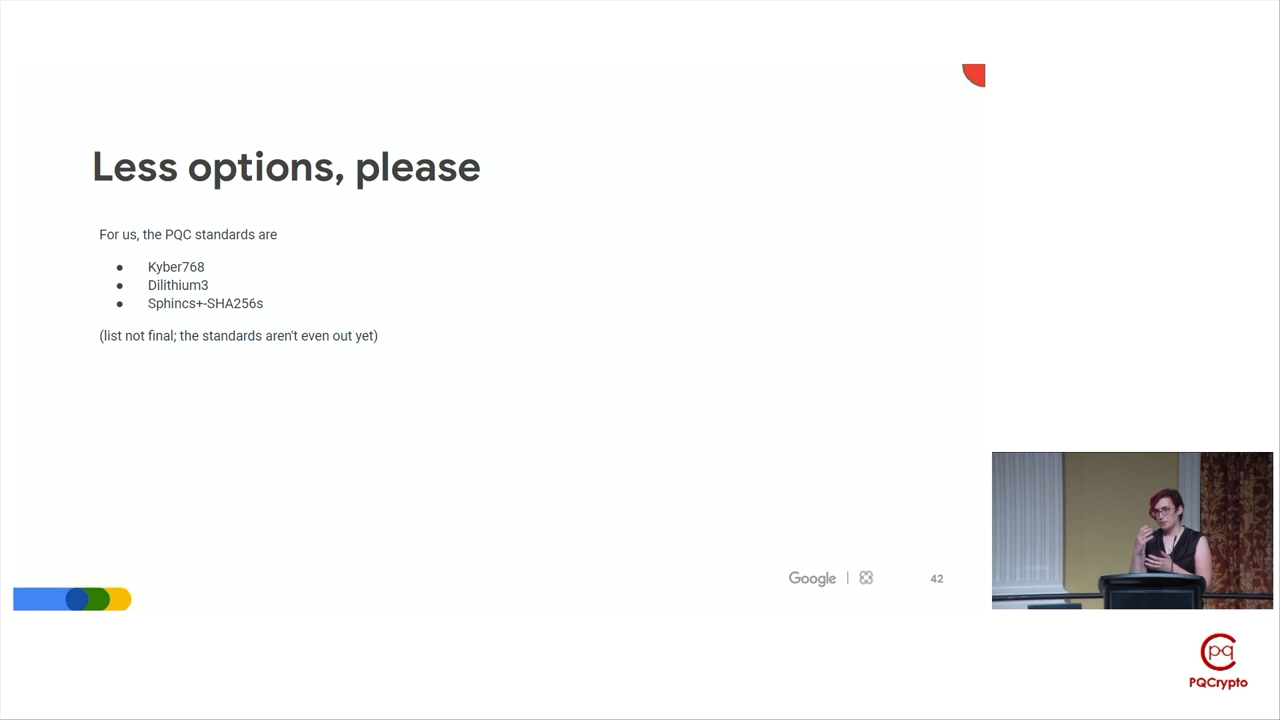 Less options, please
For us, the PQC standards are
● Kyber768
● Dilithium3
● Sphincs+-SHA256s
(list not final; the standards aren't even out yet)
Google
42
pq
PQCrypto